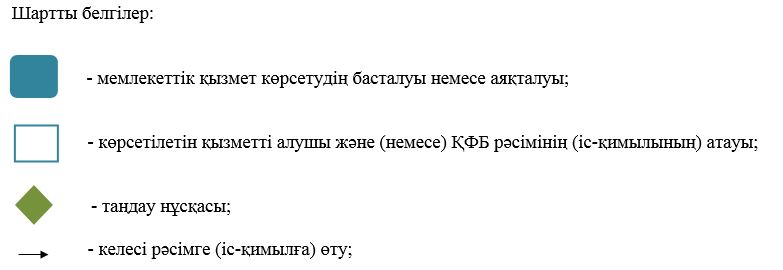 Шартты белгілер:
- мемлекеттік қызмет көрсетудің басталуы немесе аяқталуы;
- көрсетілетін қызметті алушы және (немесе) ҚФБ рәсімінің (іс-қимылының) атауы;
- таңдау нұсқасы;
- келесі рәсімге (іс-қимылға) өту;